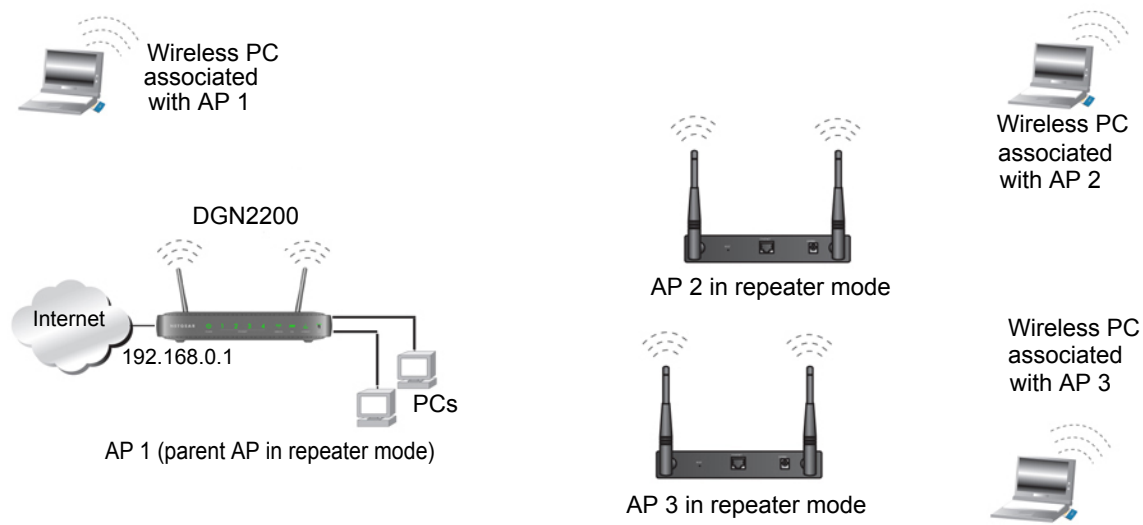 Wireless PC
associated
with AP 1
Wireless PC
associated
with AP 2
DGN2200
AP 2 in repeater mode
Internet
NETGEAR
192.168.0.1
PCs
AP 1 (parent AP in repeater mode)
Wireless PC
associated
with AP 3
AP 3 in repeater mode